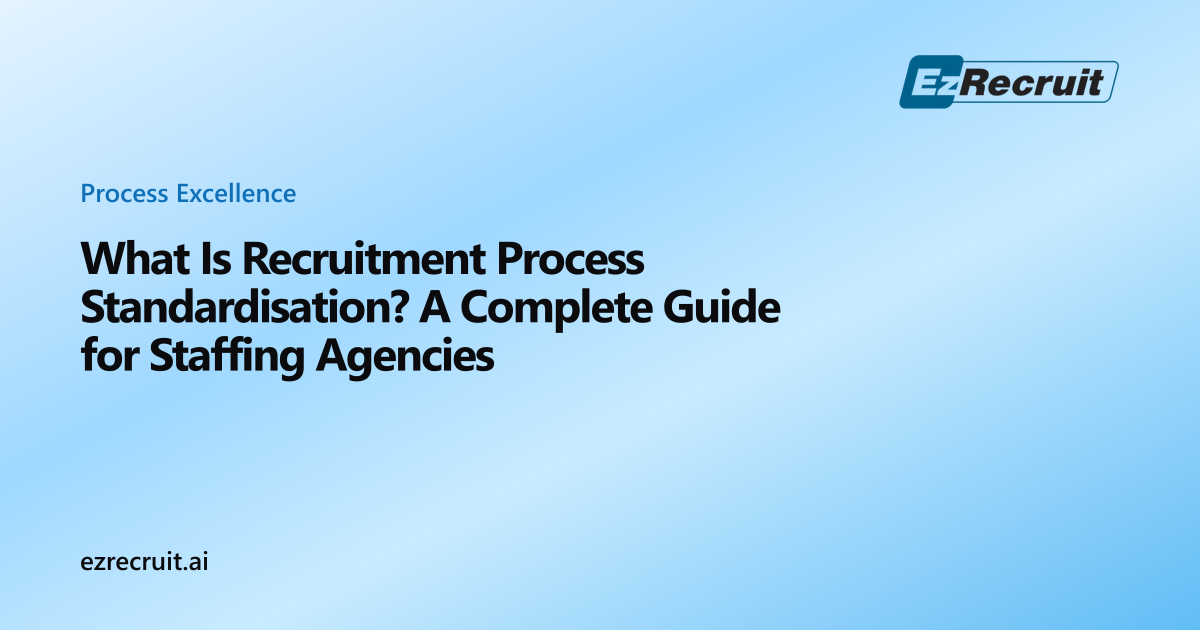 EzRecruit
Process Excellence
What Is Recruitment Process
Standardisation? A Complete Guide
for Staffing Agencies
ezrecruit.ai